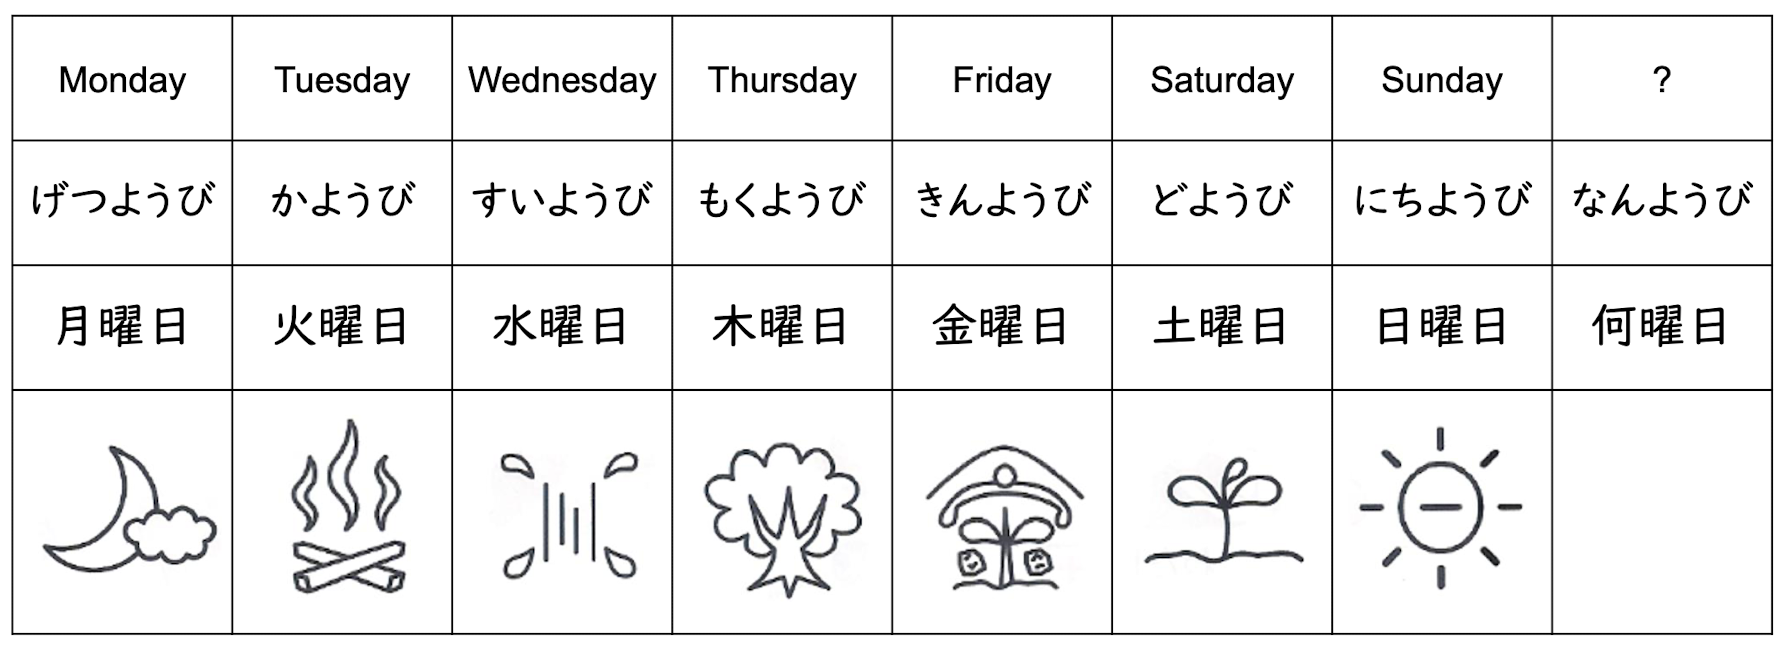 Monday Tuesday Wednesday Thursday Friday Saturday Sunday ?
げつようび かようび すいようび もくようび きんようび どようび にちようび なんようび
月曜日 火曜日 水曜日 木曜日 金曜日 土曜日 日曜日 何曜日